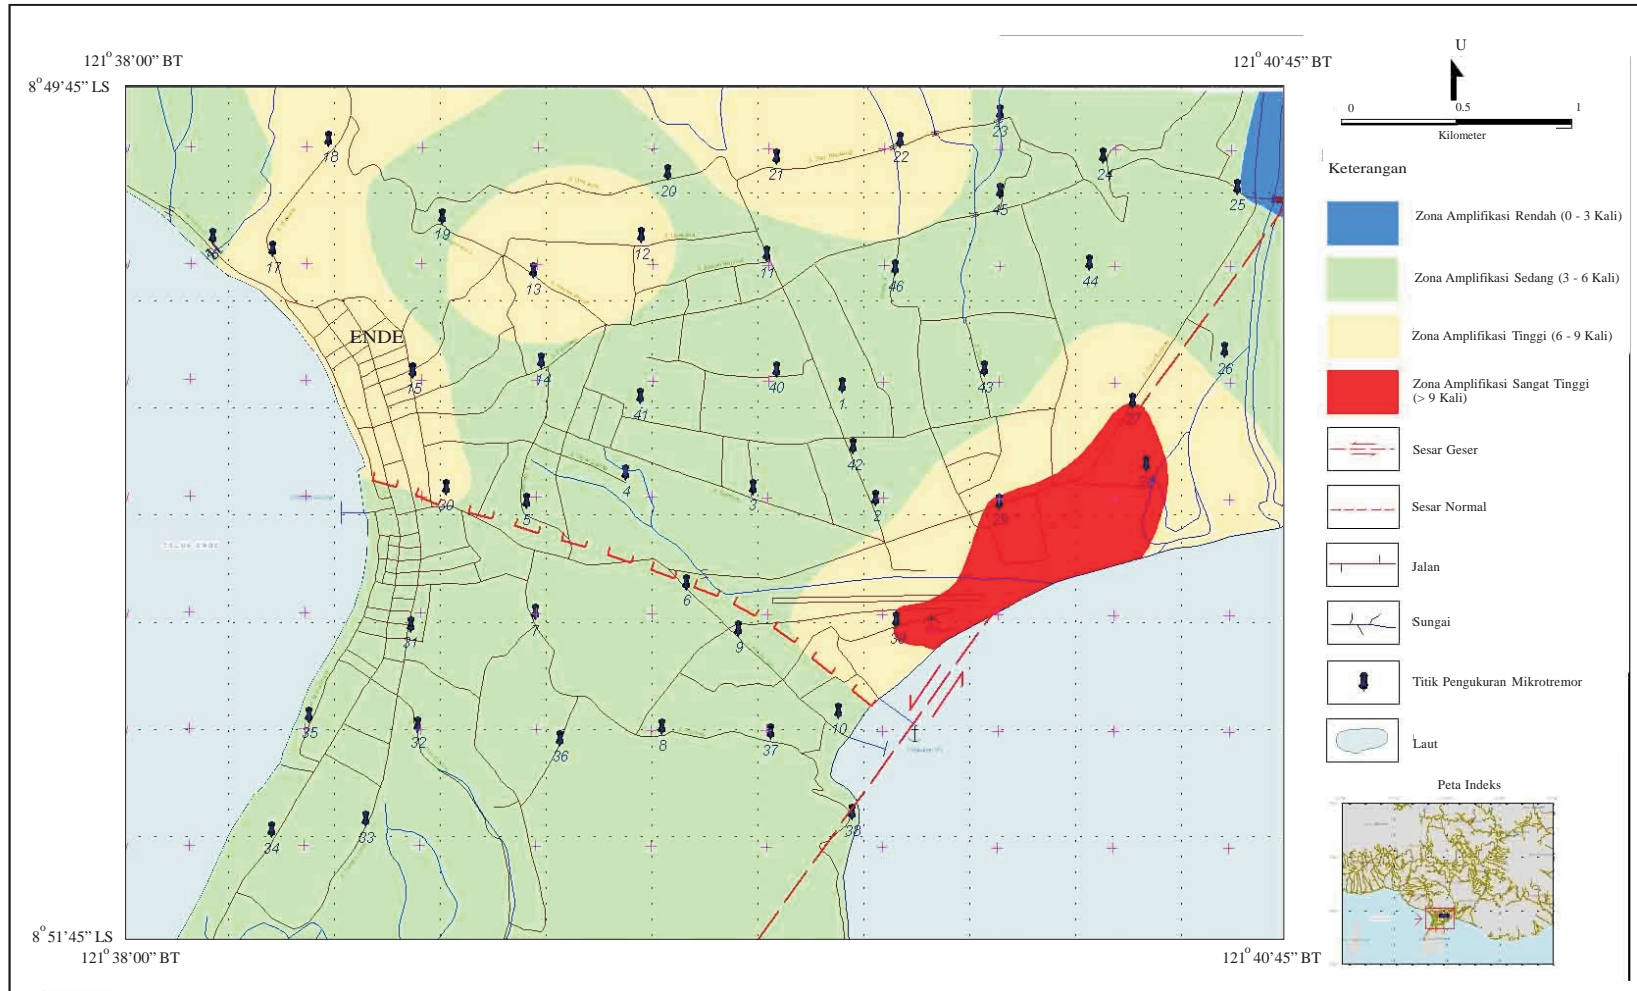 121°38'00" BT
121°40'45" BT
8°49'45" LS
U
0 0.5 1
Kilometer
Keterangan
Zona Amplifikasi Rendah (0 - 3 Kali)
Zona Amplifikasi Sedang (3 - 6 Kali)
Zona Amplifikasi Tinggi (6 - 9 Kali)
Zona Amplifikasi Sangat Tinggi
(> 9 Kali)
Sesar Geser
Sesar Normal
Jalan
Sungai
Titik Pengukuran Mikrotremor
Laut
Peta Indeks
18
23
22
21
24
20
25
45
19
12
17
11
13
46
44
ENDE
26
14
15
40
43
1
41
27
42
4
3
30
5
2
29
6
7
31
9
10
35
32
36
8
37
38
34
33
8°51'45" LS
121°38'00" BT
121°40'45" BT